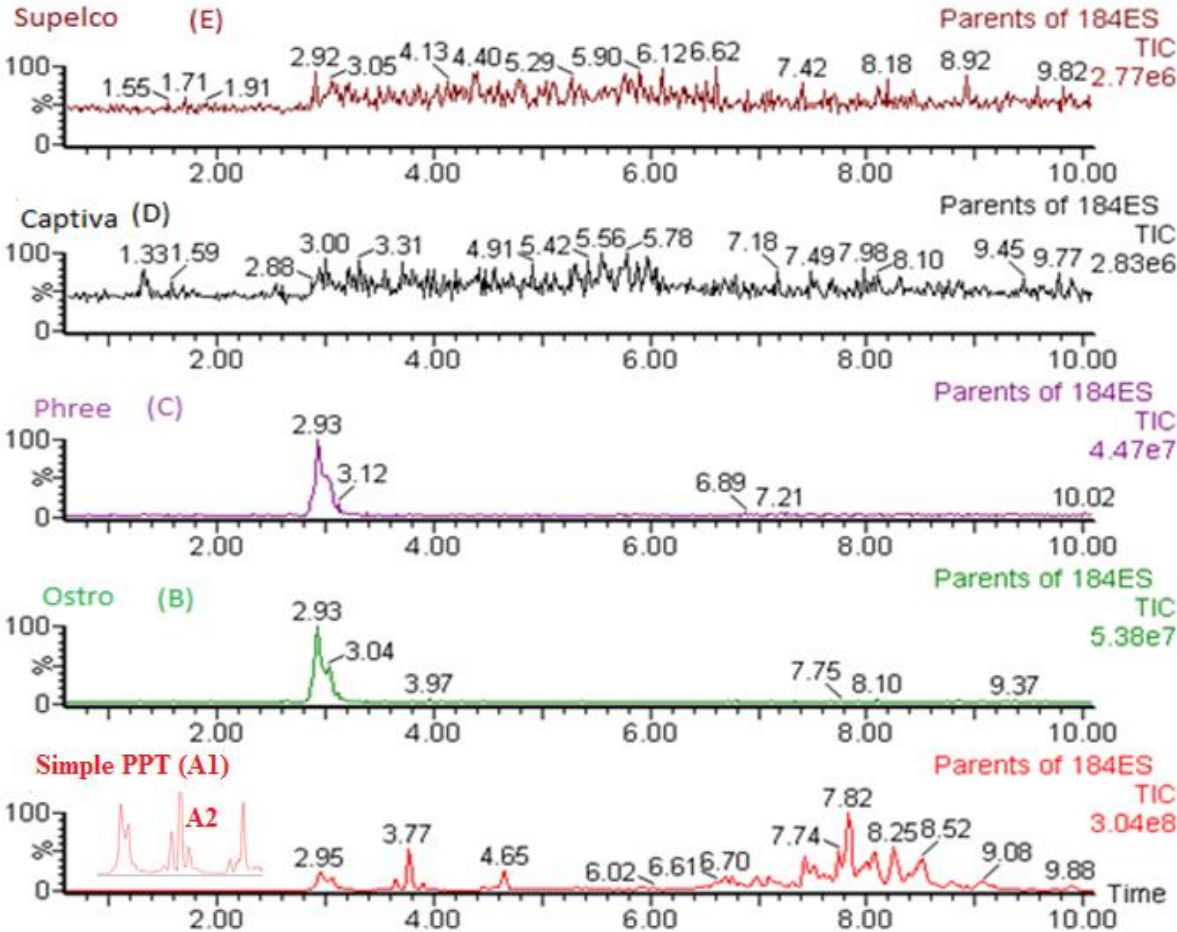 Supelco (E) Parents of 184ES
TIC
2.77e6
1.55 1.71 1.91 2.92 3.05 4.13 4.40 5.29 5.90 6.12 6.62 7.42 8.18 8.92 9.82
100
%
0
2.00 4.00 6.00 8.00 10.00
Captiva (D) Parents of 184ES
TIC
2.83e6
1.33 1.59 2.88 3.00 3.31 4.91 5.42 5.56 5.78 7.18 7.49 7.98 8.10 9.45 9.77
100
%
0
2.00 4.00 6.00 8.00 10.00
Phree (C) Parents of 184ES
TIC
4.47e7
2.93 3.12 6.89 7.21 10.02
100
%
0
2.00 4.00 6.00 8.00 10.00
Ostro (B) Parents of 184ES
TIC
5.38e7
2.93 3.04 3.97 7.75 8.10 9.37
100
%
0
2.00 4.00 6.00 8.00 10.00
Simple PPT (A1) Parents of 184ES
TIC
3.04e8
A2
2.95 3.77 4.65 6.02 6.61 6.70 7.74 7.82 8.25 8.52 9.08 9.88
100
%
0
Time
2.00 4.00 6.00 8.00 10.00